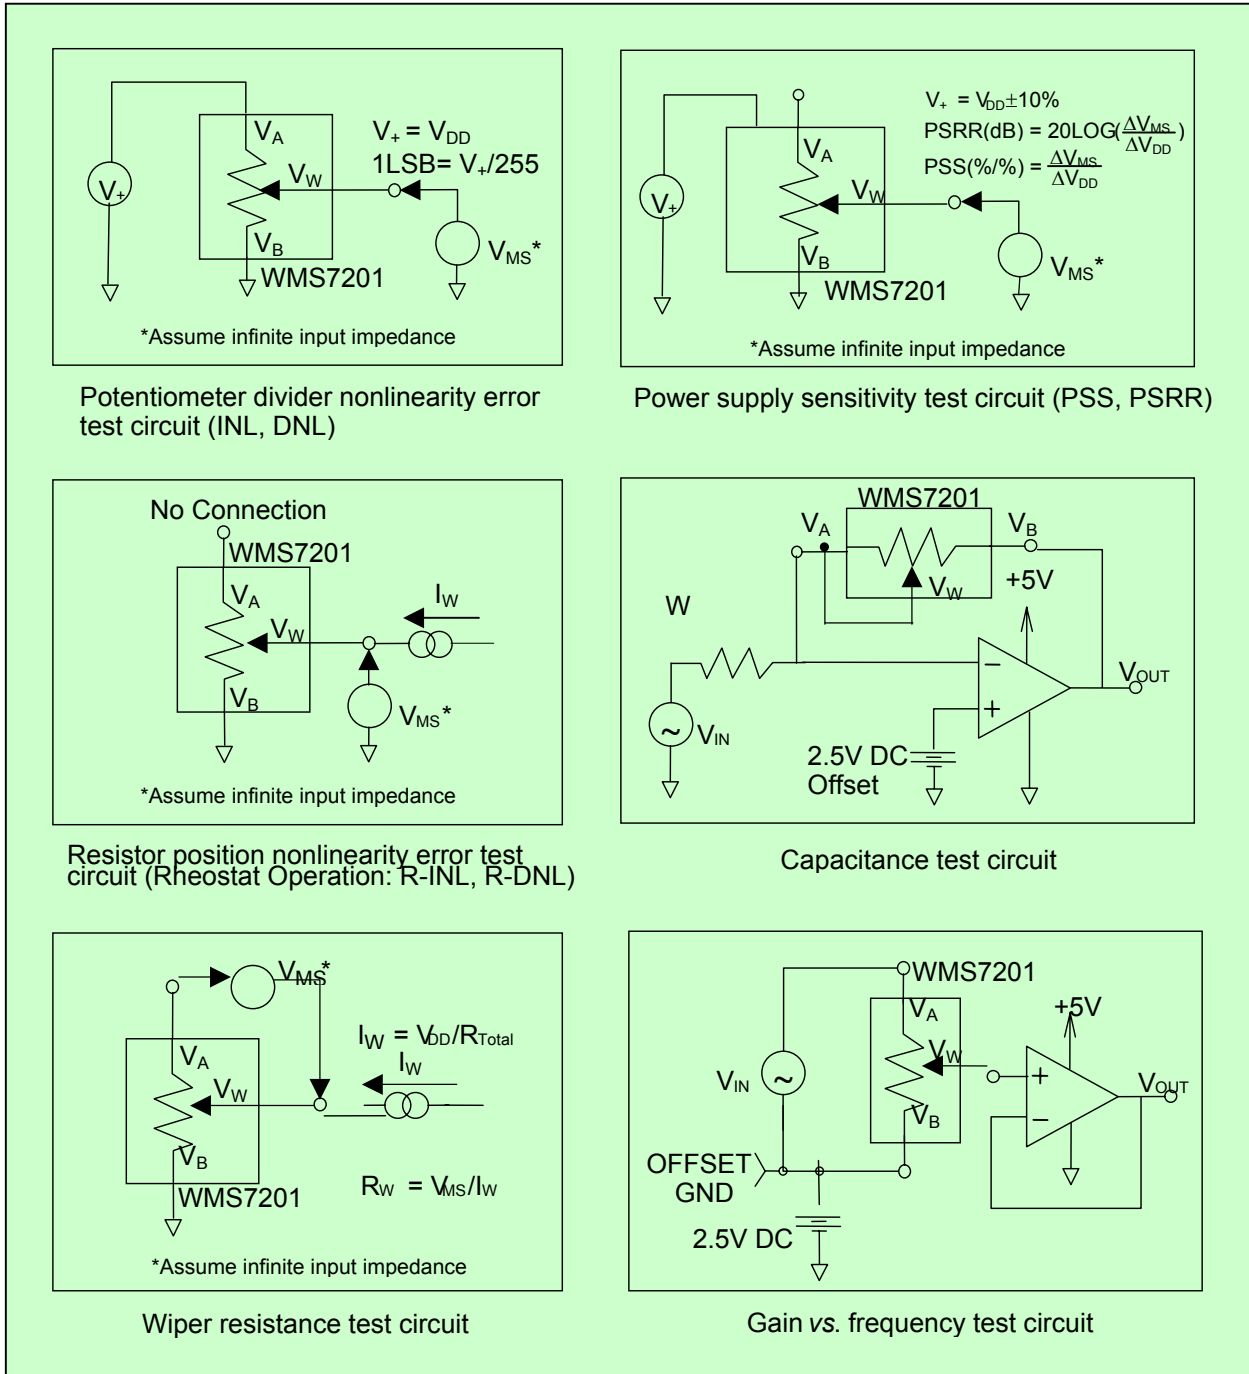 V+ = VDD
1LSB= V+/255
VA
VW
V+
VB
VMS*
WMS7201
*Assume infinite input impedance
Potentiometer divider nonlinearity error
test circuit (INL, DNL)
V+ = VDD±10%
PSRR(dB) = 20LOG(ΔVMS/ΔVDD)
PSS(%/%) = ΔVMS/ΔVDD
VA
VW
V+
VB
VMS*
WMS7201
*Assume infinite input impedance
Power supply sensitivity test circuit (PSS, PSRR)
No Connection
WMS7201
VA
IW
VW
VB
VMS*
*Assume infinite input impedance
Resistor position nonlinearity error test
circuit (Rheostat Operation: R-INL, R-DNL)
WMS7201
VA
VB
VW
+5V
W
−
VOUT
+
~
VIN
2.5V DC
Offset
Capacitance test circuit
VMS*
IW = VDD/RTotal
VA
IW
VW
VB
WMS7201
RW = VMS/IW
*Assume infinite input impedance
Wiper resistance test circuit
WMS7201
VA
+5V
VW
VIN
~
+
VOUT
VB
−
OFFSET
GND
2.5V DC
Gain vs. frequency test circuit